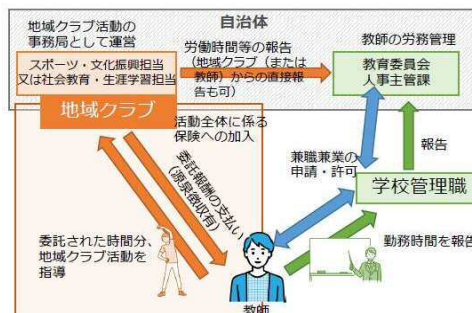 自治体
地域クラブ活動の
事務局として運営
スポーツ・文化振興担当
又は社会教育・生涯学習担当
地域クラブ
労働時間等の報告
(地域クラブ(または
教師)からの直接
報告も可)
教師の労務管理
教育委員会
人事主管課
活動全体に係る
保険への加入
委託報酬の支払い
(源泉徴収有)
兼職兼業の
申請・許可
報告
学校管理職
委託された時間分、
地域クラブ活動を
指導
勤務時間を報告
教師